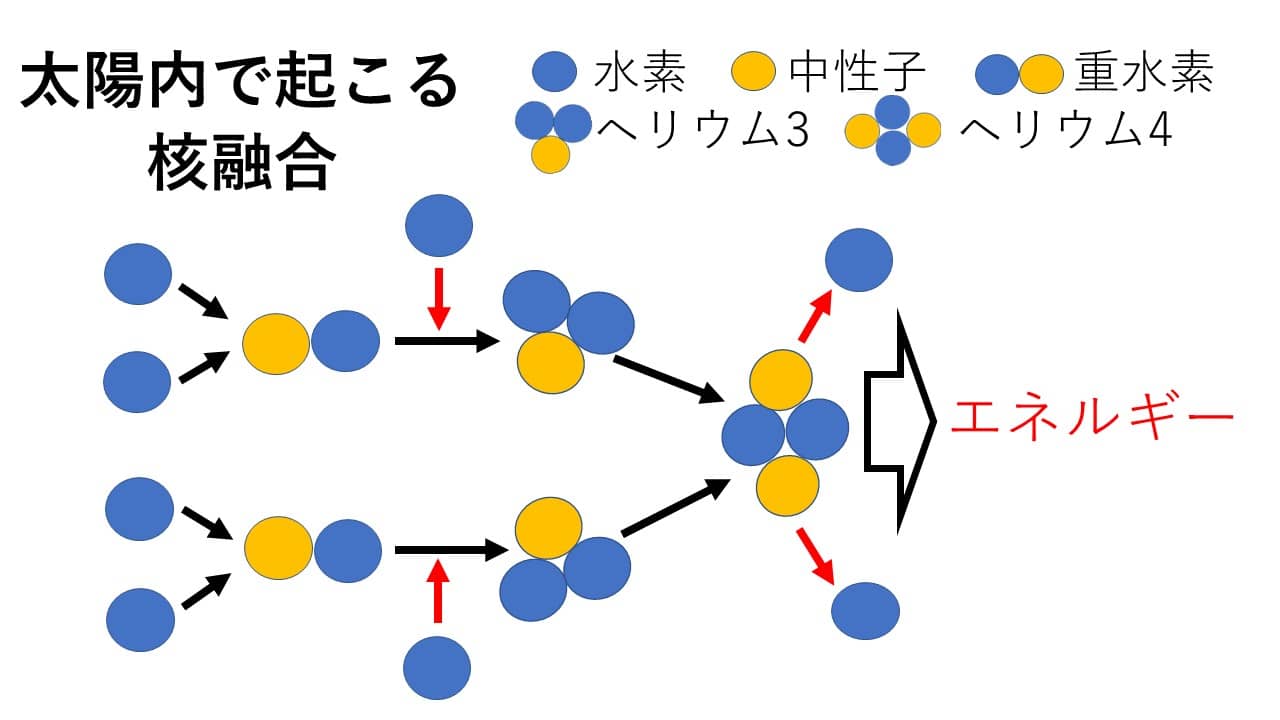 太陽内で起こる
核融合
水素 中性子 重水素
ヘリウム3 ヘリウム4
エネルギー